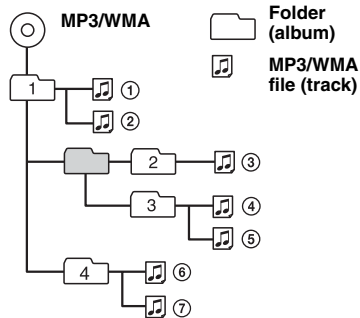 MP3/WMA
Folder
(album)
MP3/WMA
file (track)
1
①
②
2
③
3
④
⑤
4
⑥
⑦